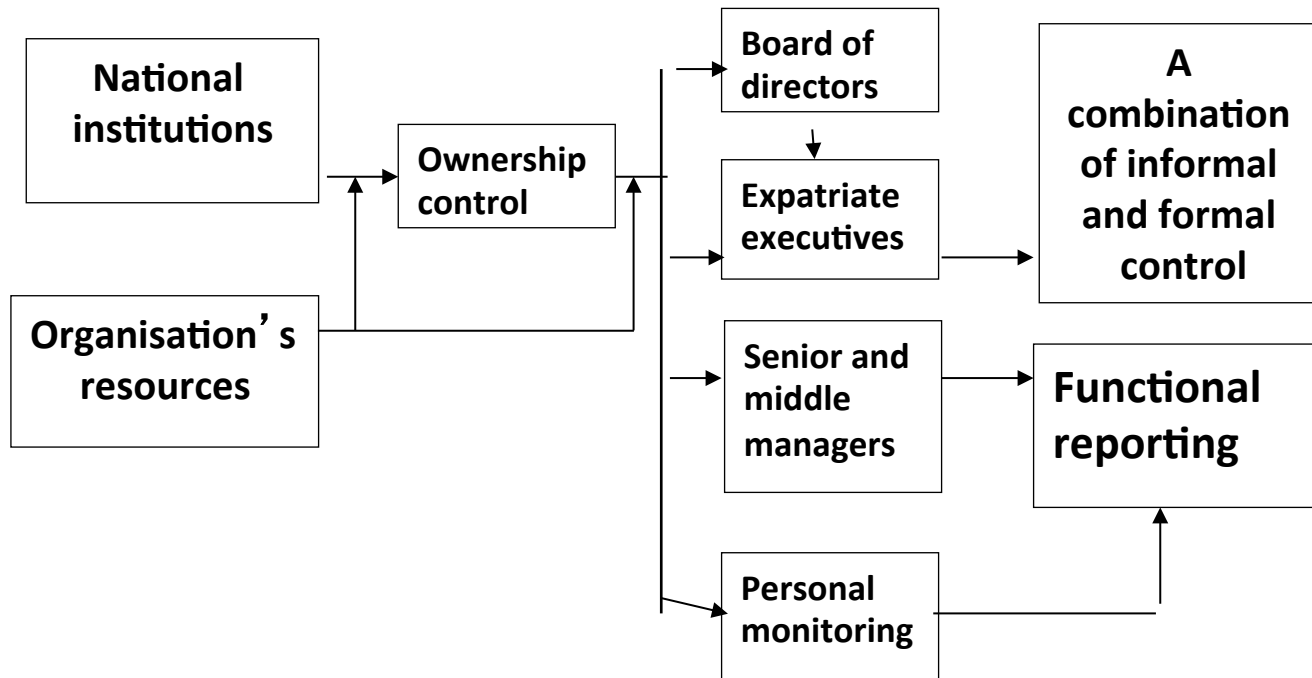 National
institutions
Organisation’s
resources
Ownership
control
Board of
directors
Expatriate
executives
Senior and
middle
managers
Personal
monitoring
A
combination
of informal
and formal
control
Functional
reporting